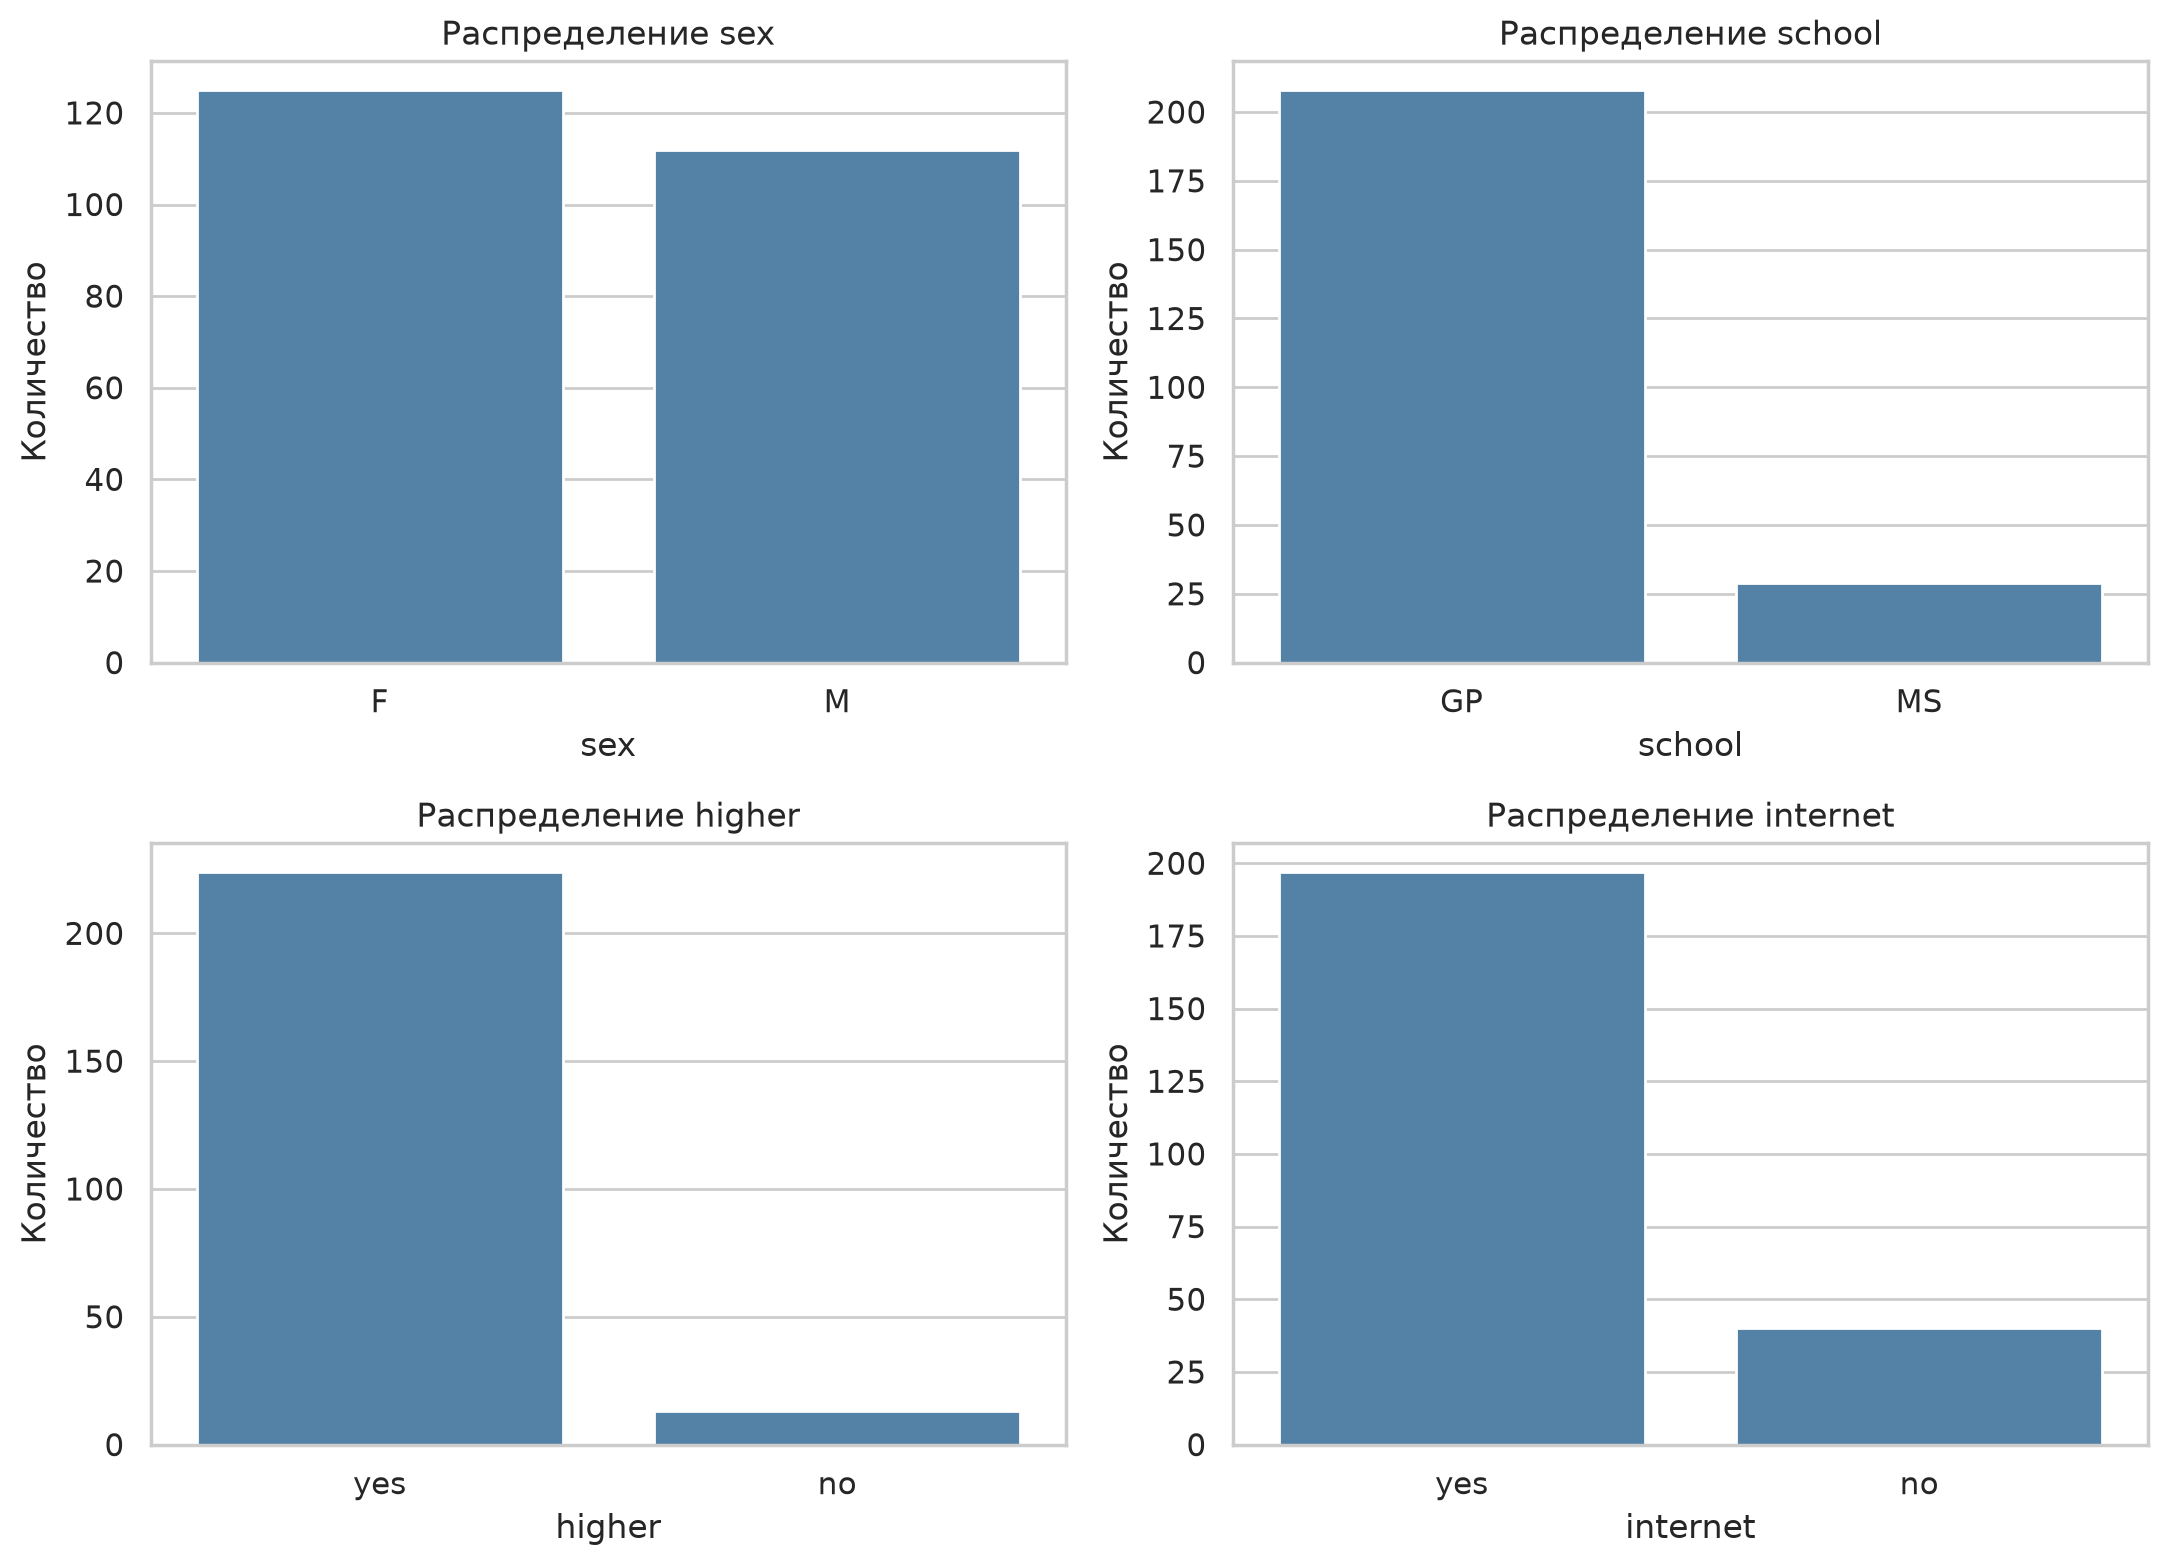 Распределение sex
Количество
120
100
80
60
40
20
0
F
M
sex
Распределение school
Количество
200
175
150
125
100
75
50
25
0
GP
MS
school
Распределение higher
Количество
200
150
100
50
0
yes
no
higher
Распределение internet
Количество
200
175
150
125
100
75
50
25
0
yes
no
internet